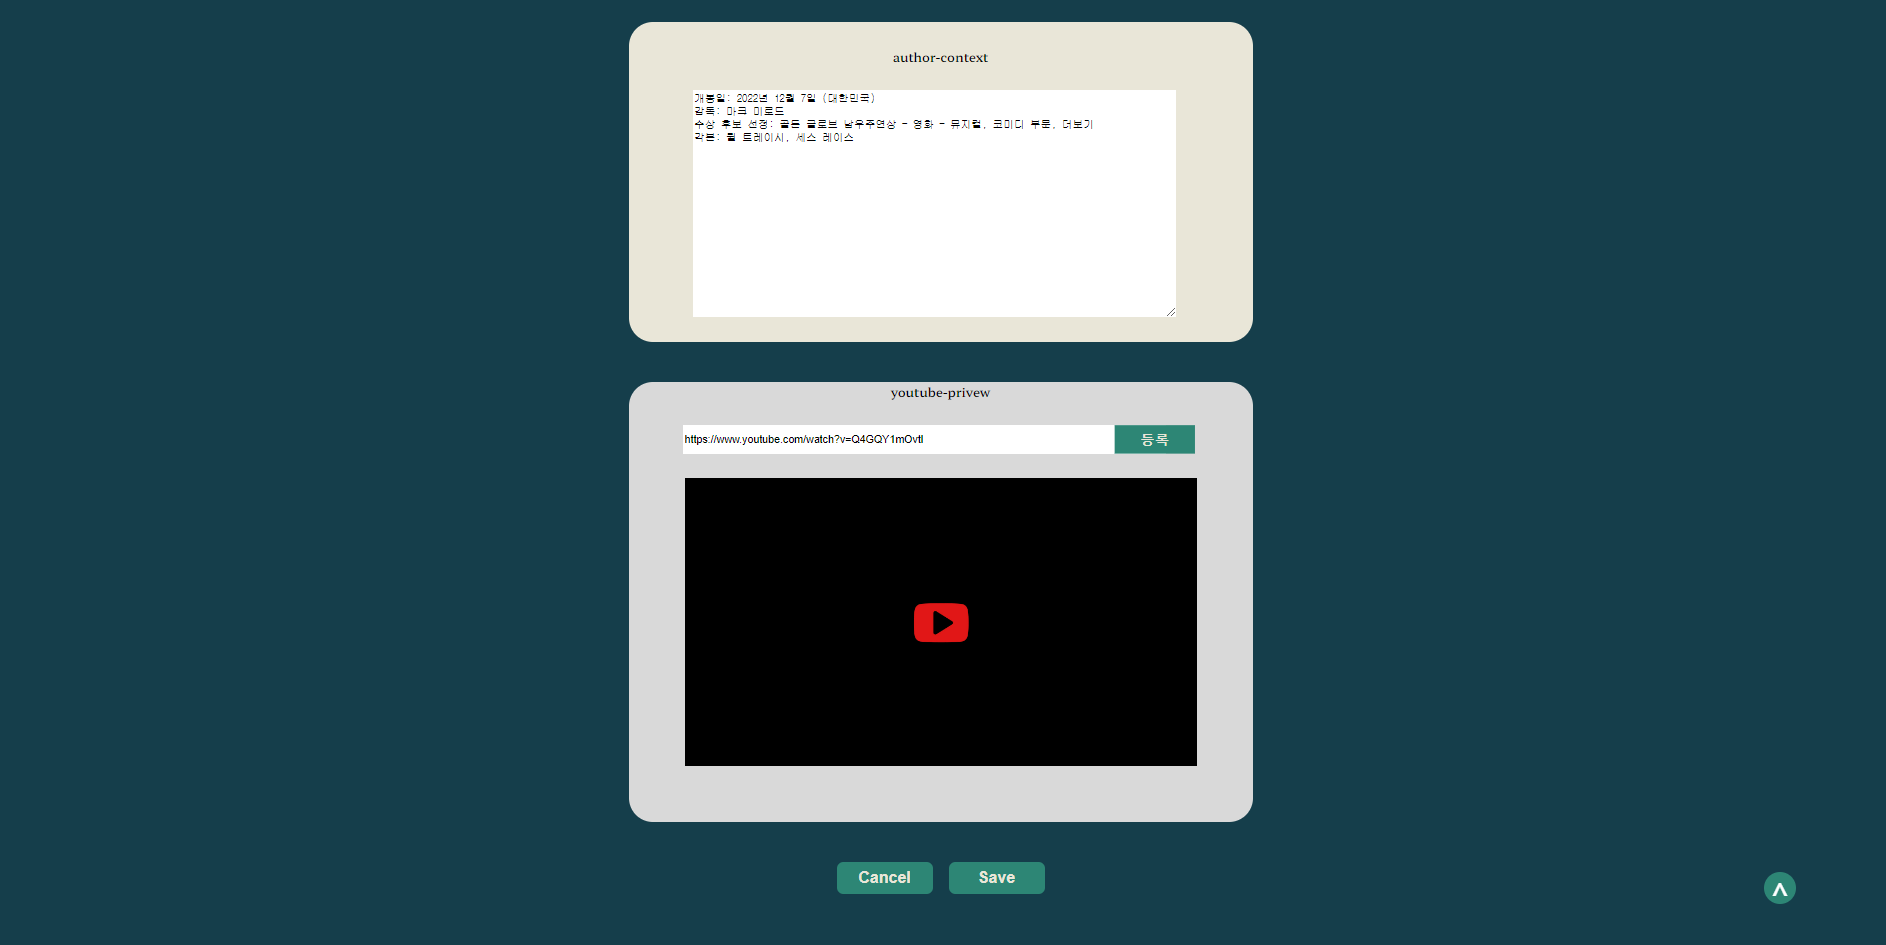 author-context
개봉일: 2022년 12월 7일 (대한민국)
감독: 마크 미로드
수상 후보 선정: 골든 글로브 남우주연상 - 영화 - 뮤지컬, 코미디 부문, 더보기
각본: 윌 트레이시, 세스 레이스
youtube-privew
https://www.youtube.com/watch?v=Q4GQY1mOvtI
등록
Cancel
Save